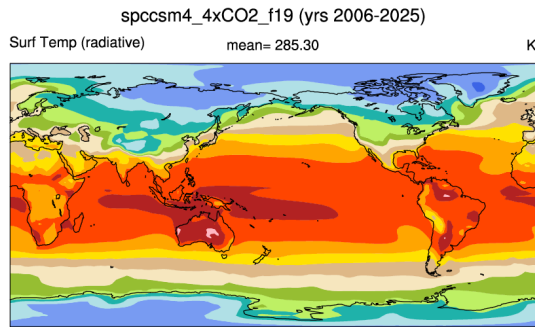 spccsm4_4xCO2_f19 (yrs 2006-2025)
Surf Temp (radiative) mean= 285.30 K